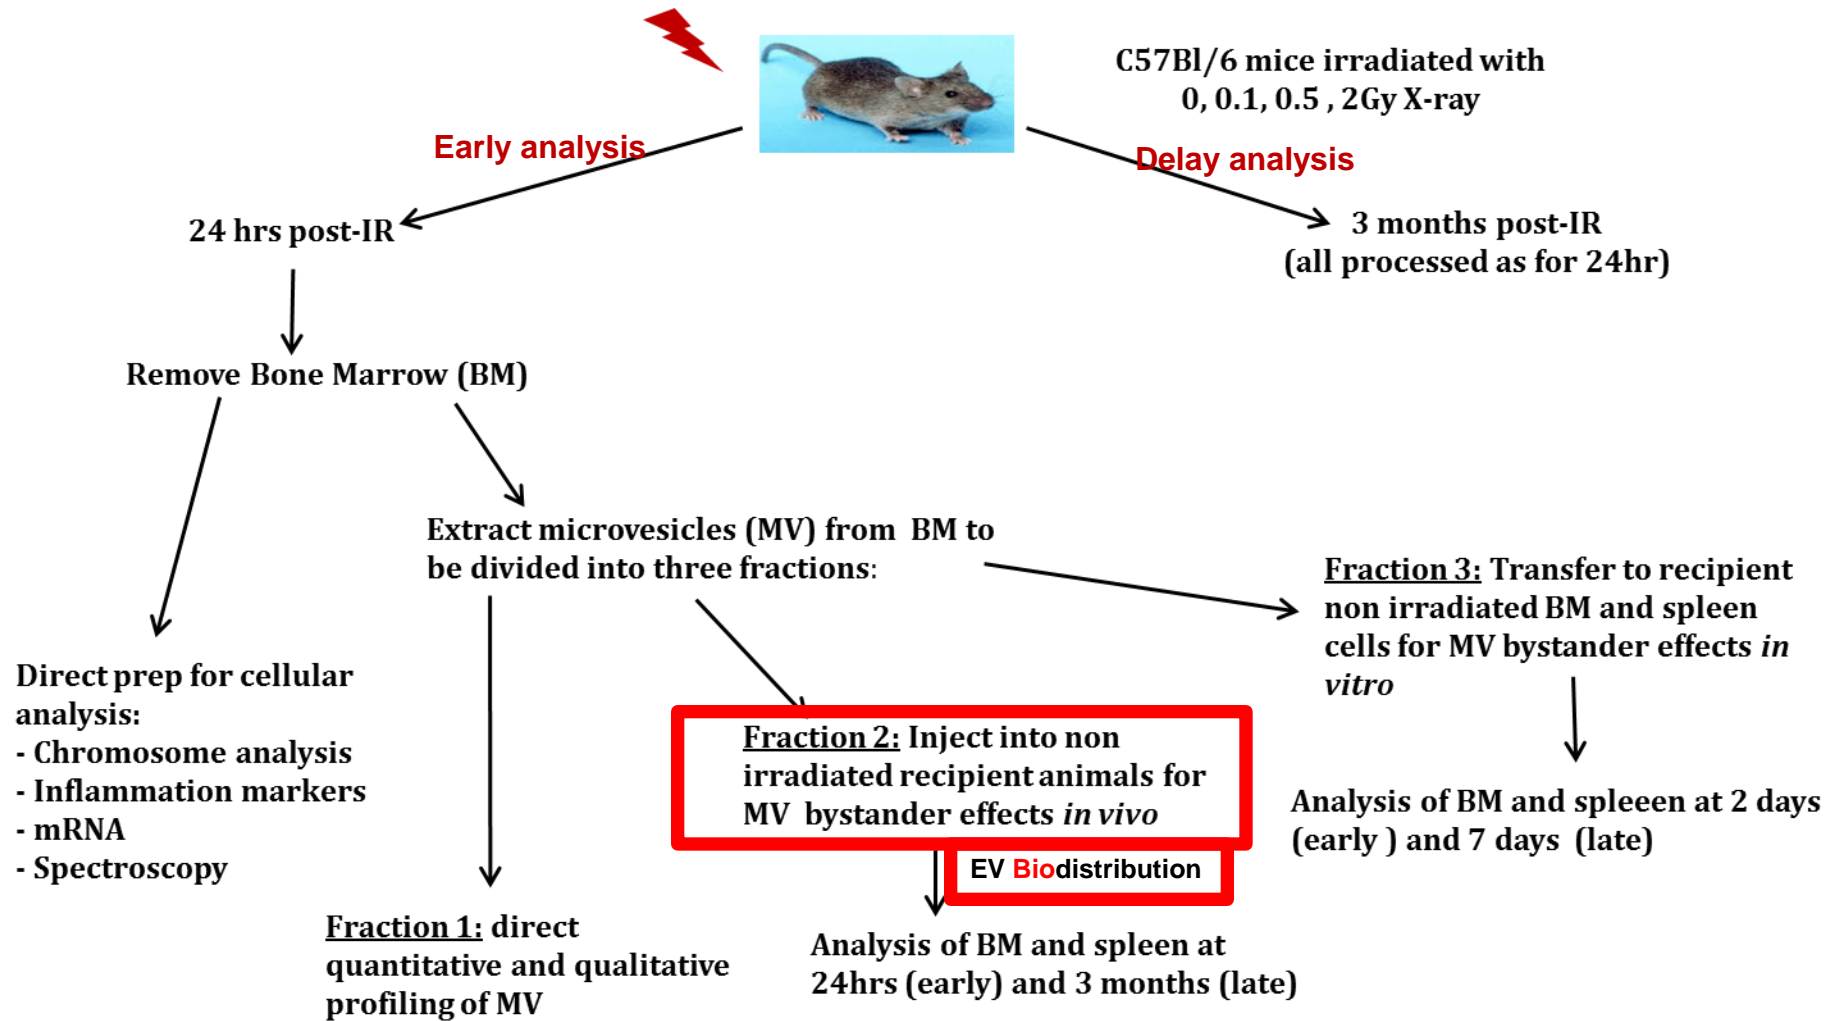 C57Bl/6 mice irradiated with
0, 0.1, 0.5 , 2Gy X-ray
Early analysis
Delay analysis
24 hrs post-IR
3 months post-IR
(all processed as for 24hr)
Remove Bone Marrow (BM)
Extract microvesicles (MV) from BM to
be divided into three fractions:
Fraction 3: Transfer to recipient
non irradiated BM and spleen
cells for MV bystander effects in
vitro
Direct prep for cellular
analysis:
- Chromosome analysis
- Inflammation markers
- mRNA
- Spectroscopy
Fraction 2: Inject into non
irradiated recipient animals for
MV bystander effects in vivo
Analysis of BM and spleeen at 2 days
(early ) and 7 days (late)
EV Biodistribution
Fraction 1: direct
quantitative and qualitative
profiling of MV
Analysis of BM and spleen at
24hrs (early) and 3 months (late)